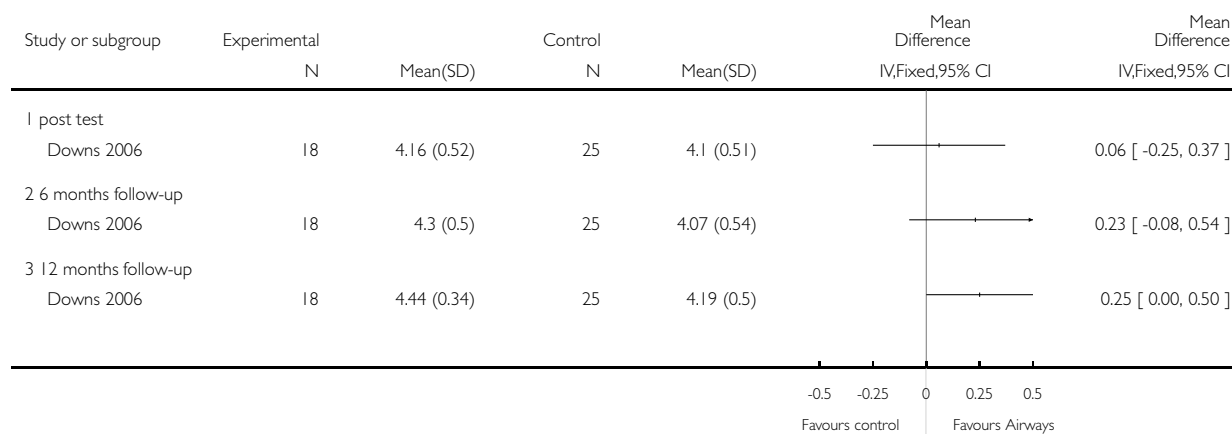 Study or subgroup Experimental Control Mean Difference Mean Difference
N Mean(SD) N Mean(SD) IV,Fixed,95% CI IV,Fixed,95% CI
1 post test
Downs 2006 18 4.16 (0.52) 25 4.1 (0.51) 0.06 [ -0.25, 0.37 ]
2 6 months follow-up
Downs 2006 18 4.3 (0.5) 25 4.07 (0.54) 0.23 [ -0.08, 0.54 ]
3 12 months follow-up
Downs 2006 18 4.44 (0.34) 25 4.19 (0.5) 0.25 [ 0.00, 0.50 ]
-0.5 -0.25 0 0.25 0.5
Favours control Favours Airways